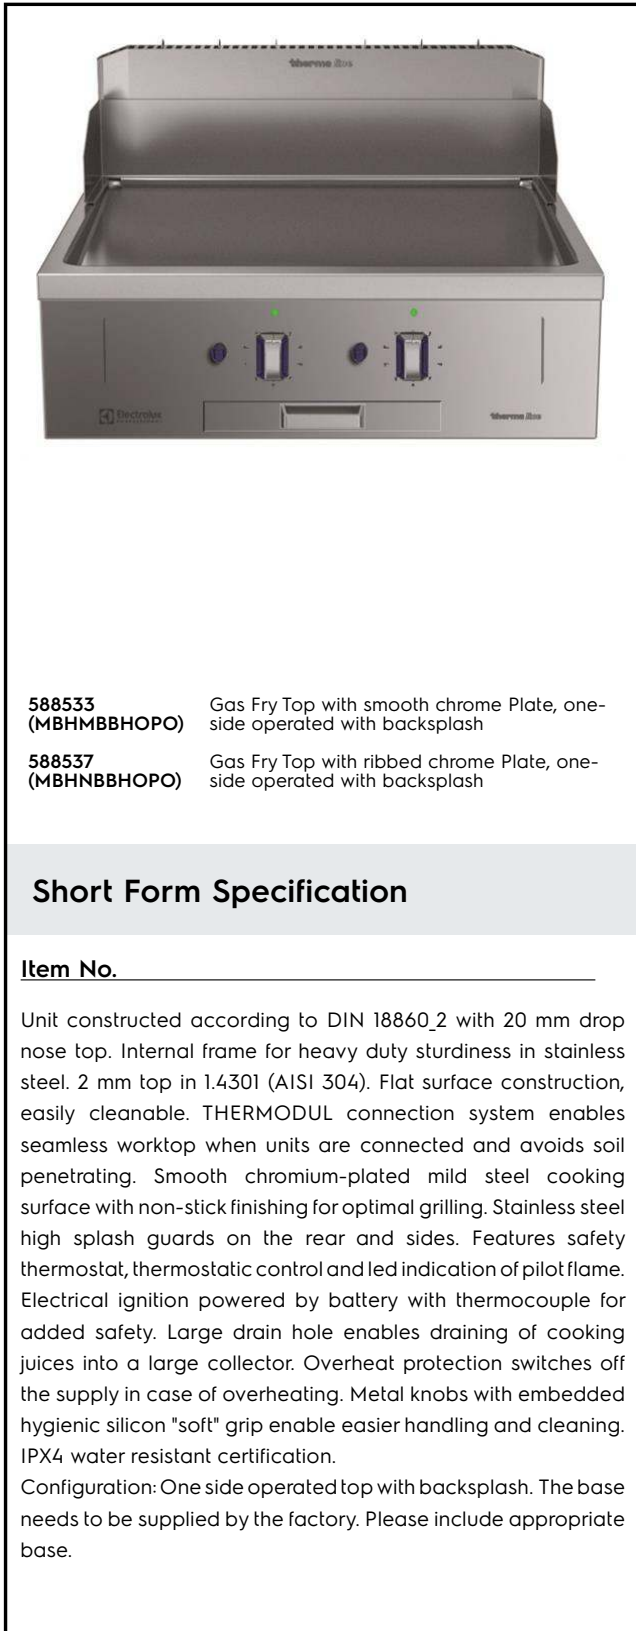 therma line
Electrolux
PROFESSIONAL
therma line
588533
(MBHMBBHOPO)
Gas Fry Top with smooth chrome Plate, one-
side operated with backsplash
588537
(MBHNBBHOPO)
Gas Fry Top with ribbed chrome Plate, one-
side operated with backsplash
Short Form Specification
Item No.
Unit constructed according to DIN 18860_2 with 20 mm drop
nose top. Internal frame for heavy duty sturdiness in stainless
steel. 2 mm top in 1.4301 (AISI 304). Flat surface construction,
easily cleanable. THERMODUL connection system enables
seamless worktop when units are connected and avoids soil
penetrating. Smooth chromium-plated mild steel cooking
surface with non-stick finishing for optimal grilling. Stainless steel
high splash guards on the rear and sides. Features safety
thermostat, thermostatic control and led indication of pilot flame.
Electrical ignition powered by battery with thermocouple for
added safety. Large drain hole enables draining of cooking
juices into a large collector. Overheat protection switches off
the supply in case of overheating. Metal knobs with embedded
hygienic silicon "soft" grip enable easier handling and cleaning.
IPX4 water resistant certification.
Configuration: One side operated top with backsplash. The base
needs to be supplied by the factory. Please include appropriate
base.